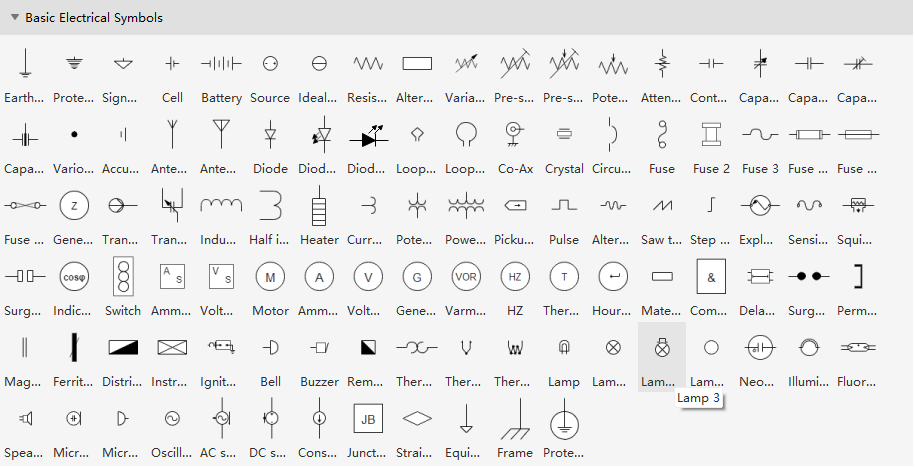 Basic Electrical Symbols
Earth... Prote... Sign... Cell Battery Source Ideal... Resis... Alter... Varia... Pre-s... Pre-s... Pote... Atten... Cont... Capa... Capa... Capa...
Capa... Vario... Accu... Ante... Ante... Diode Diod... Diod... Loop... Loop... Co-Ax Crystal Circu... Fuse Fuse 2 Fuse 3 Fuse ... Fuse ...
Z
Fuse ... Gene... Tran... Tran... Indu... Half i... Heater Curr... Pote... Powe... Picku... Pulse Alter... Saw t... Step ... Expl... Sensi... Squi...
cosφ A S V S M A V G VOR HZ T &
Surg... Indic... Switch Amm... Volt... Motor Amm... Volt... Gene... Varm... HZ Ther... Hour... Mate... Com... Dela... Surg... Perm...
Mag... Ferrit... Distri... Instr... Ignit... Bell Buzzer Rem... Ther... Ther... Ther... Lamp Lam... Lam... Lam... Neo... Illumi... Fluor...
Lamp 3
JB
Spea... Micr... Micr... Oscill... AC s... DC s... Cons... Junct... Strai... Equi... Frame Prote...